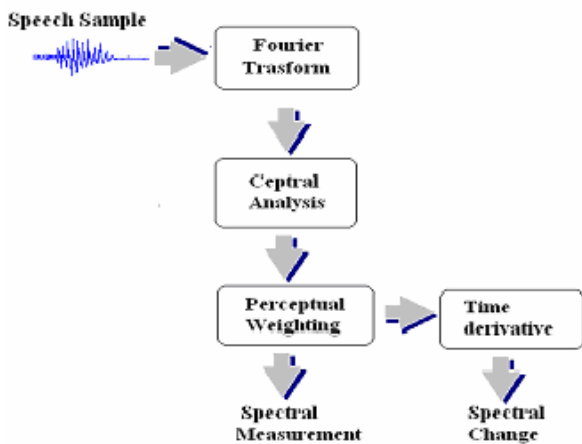 Speech Sample
Fourier
Trasform
Ceptral
Analysis
Perceptual
Weighting
Time
derivative
Spectral
Measurement
Spectral
Change